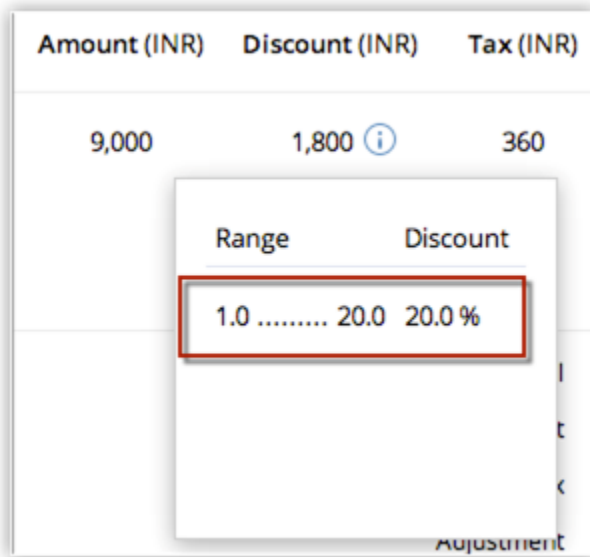 Amount (INR) Discount (INR) Tax (INR)
9,000 1,800 360
Range Discount
1.0 ......... 20.0 20.0 %
l
t
x
Adjustment